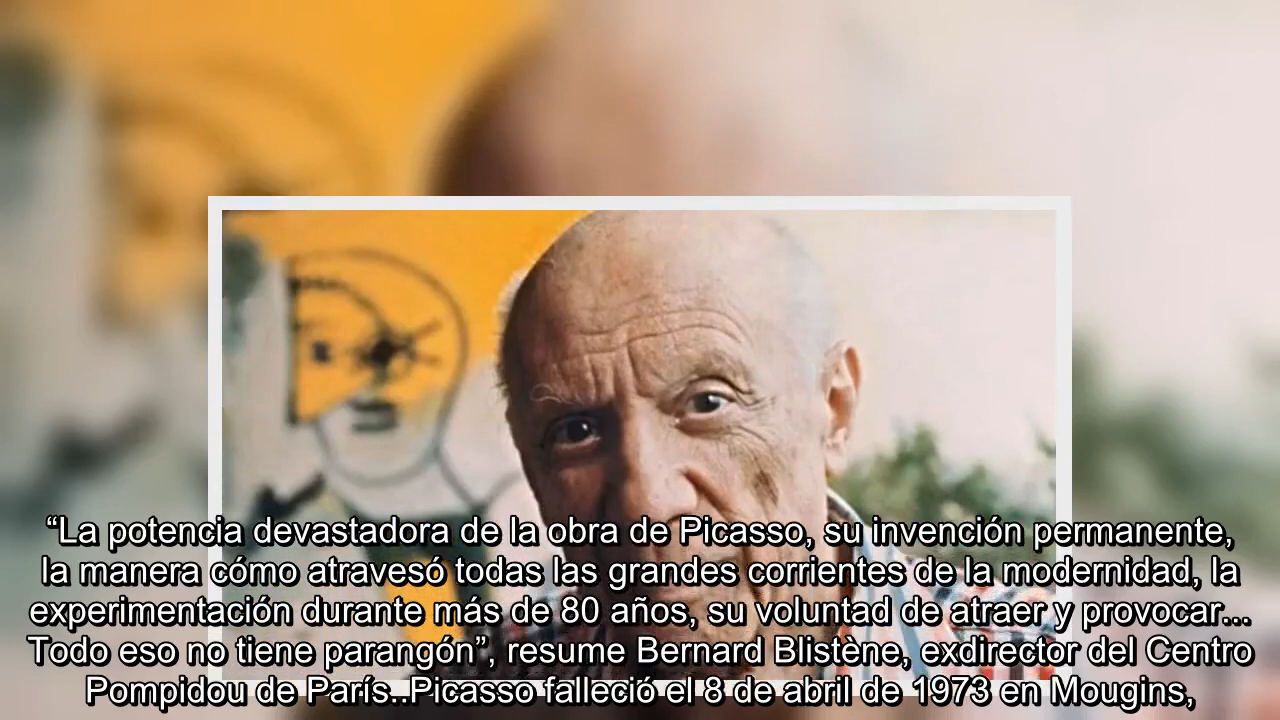 “La potencia devastadora de la obra de Picasso, su invención permanente,
la manera cómo atravesó todas las grandes corrientes de la modernidad, la
experimentación durante más de 80 años, su voluntad de atraer y provocar...
Todo eso no tiene parangón”, resume Bernard Blistène, exdirector del Centro
Pompidou de París..Picasso falleció el 8 de abril de 1973 en Mougins,